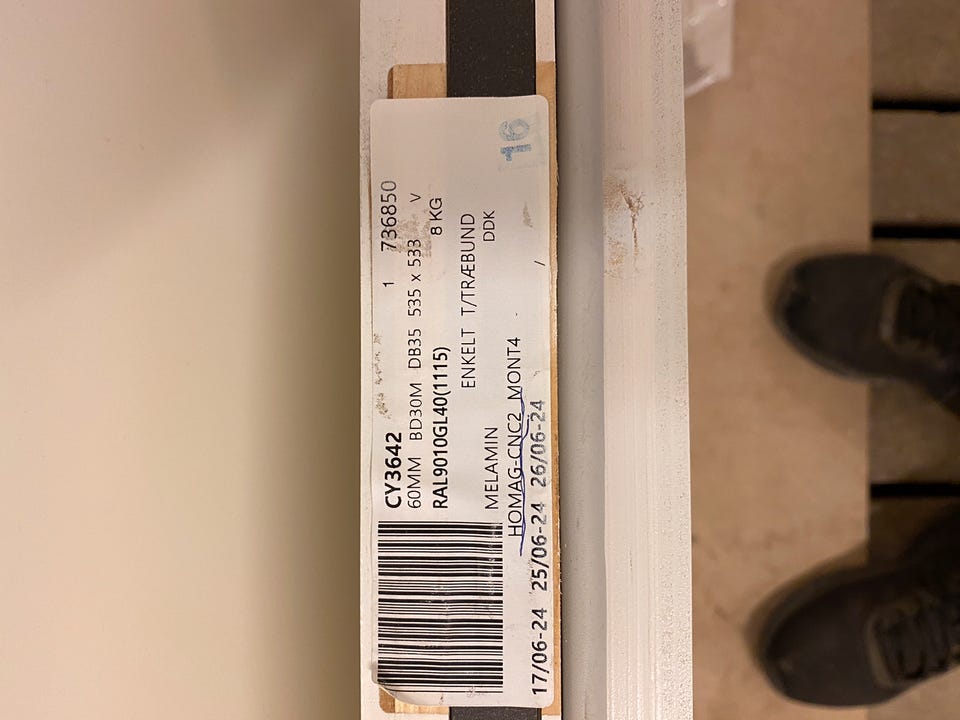 CY3642 1 736850
60MM BD30M DB35 535 x 533 V
RAL9010GL40(1115) 8 KG
ENKELT T/TRÆBUND
MELAMIN DDK
HOMAG-CNC2 MONT4 16
17/06-24 25/06-24 26/06-24 /